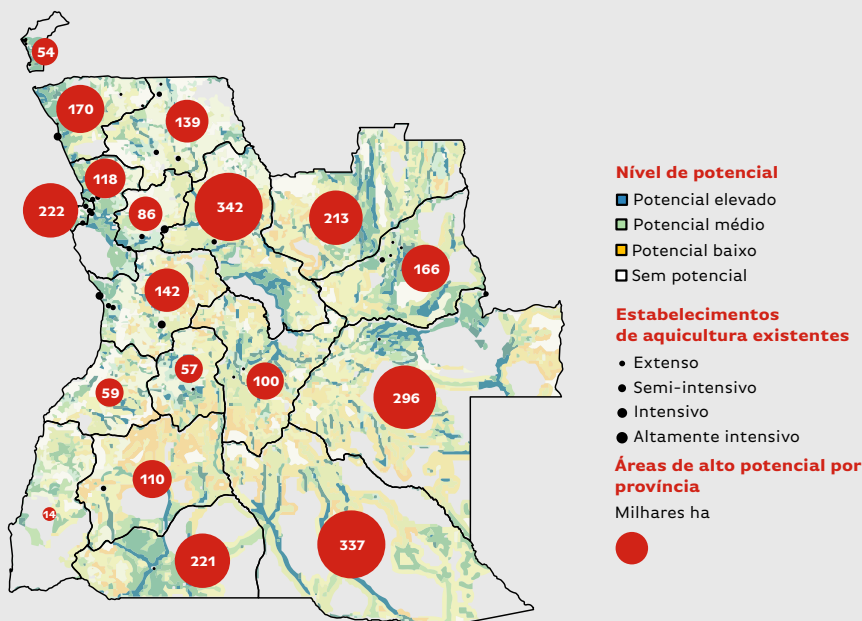 54
170
139
118
222
86
342
213
166
142
57
59
100
296
110
14
221
337
Nível de potencial
Potencial elevado
Potencial médio
Potencial baixo
Sem potencial
Estabelecimentos
de aquicultura existentes
Extenso
Semi-intensivo
Intensivo
Altamente intensivo
Áreas de alto potencial por
província
Milhares ha